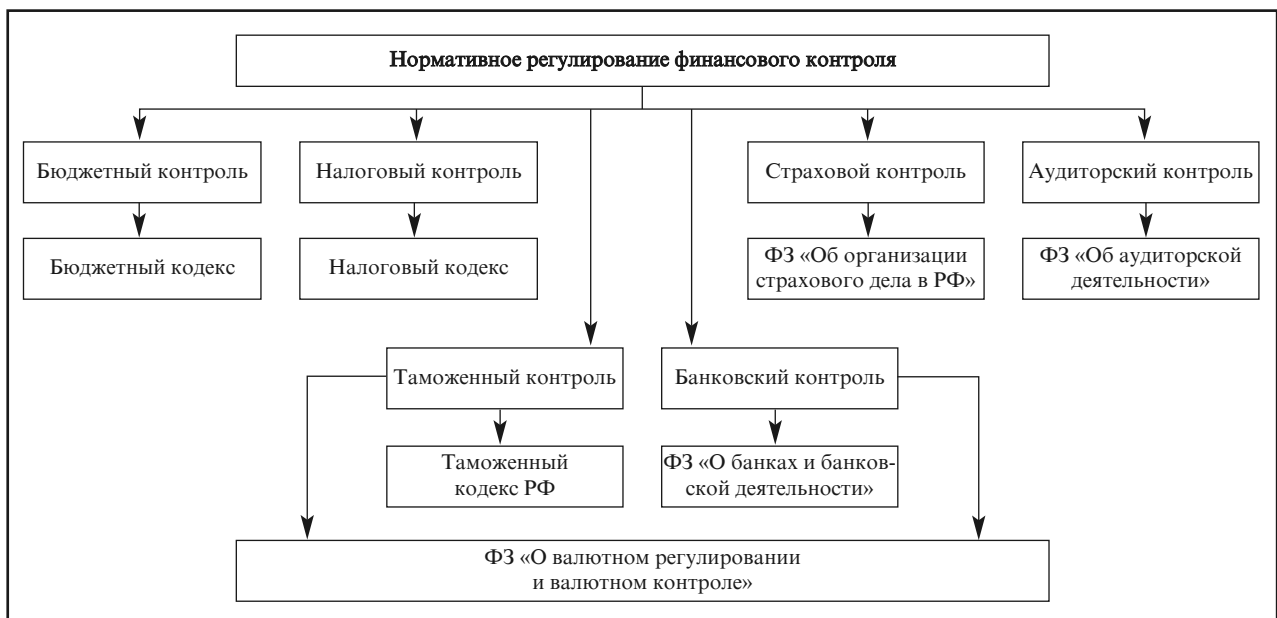 Нормативное регулирование финансового контроля
Бюджетный контроль
Налоговый контроль
Страховой контроль
Аудиторский контроль
Бюджетный кодекс
Налоговый кодекс
ФЗ «Об организации
страхового дела в РФ»
ФЗ «Об аудиторской
деятельности»
Таможенный контроль
Банковский контроль
Таможенный
кодекс РФ
ФЗ «О банках и банков-
ской деятельности»
ФЗ «О валютном регулировании
и валютном контроле»